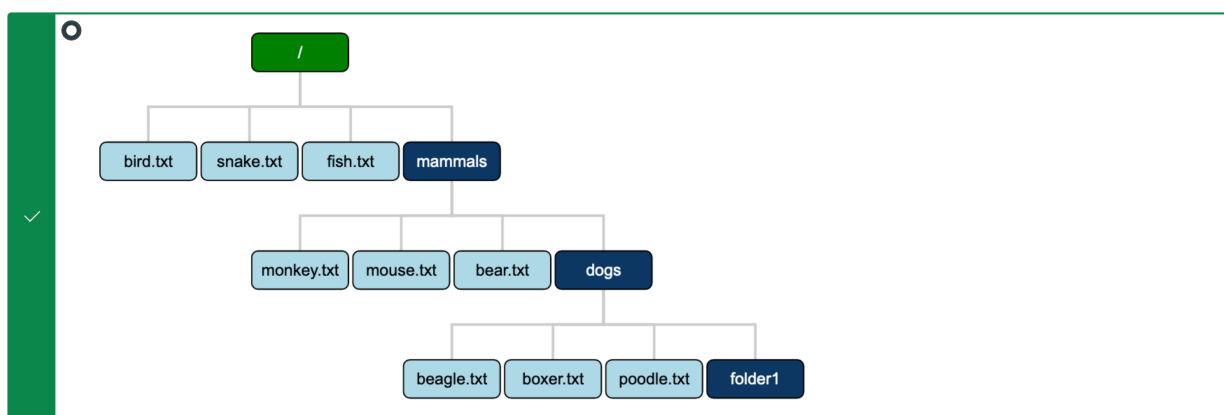 /
bird.txt snake.txt fish.txt mammals
monkey.txt mouse.txt bear.txt dogs
beagle.txt boxer.txt poodle.txt folder1